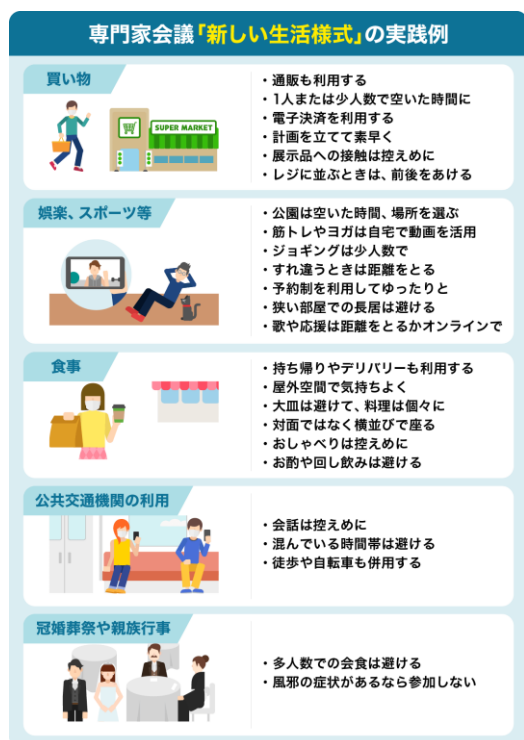 専門家会議「新しい生活様式」の実践例
買い物
SUPER MARKET
・通販も利用する
・1人または少人数で空いた時間に
・電子決済を利用する
・計画を立てて素早く
・展示品への接触は控えめに
・レジに並ぶときは、前後をあける
娯楽、スポーツ等
・公園は空いた時間、場所を選ぶ
・筋トレやヨガは自宅で動画を活用
・ジョギングは少人数で
・すれ違うときは距離をとる
・予約制を利用してゆったりと
・狭い部屋での長居は避ける
・歌や応援は距離をとるかオンラインで
食事
・持ち帰りやデリバリーも利用する
・屋外空間で気持ちよく
・大皿は避けて、料理は個々に
・対面ではなく横並びで座る
・おしゃべりは控えめに
・お酌や回し飲みは避ける
公共交通機関の利用
・会話は控えめに
・混んでいる時間帯は避ける
・徒歩や自転車も併用する
冠婚葬祭や親族行事
・多人数での会食は避ける
・風邪の症状があるなら参加しない